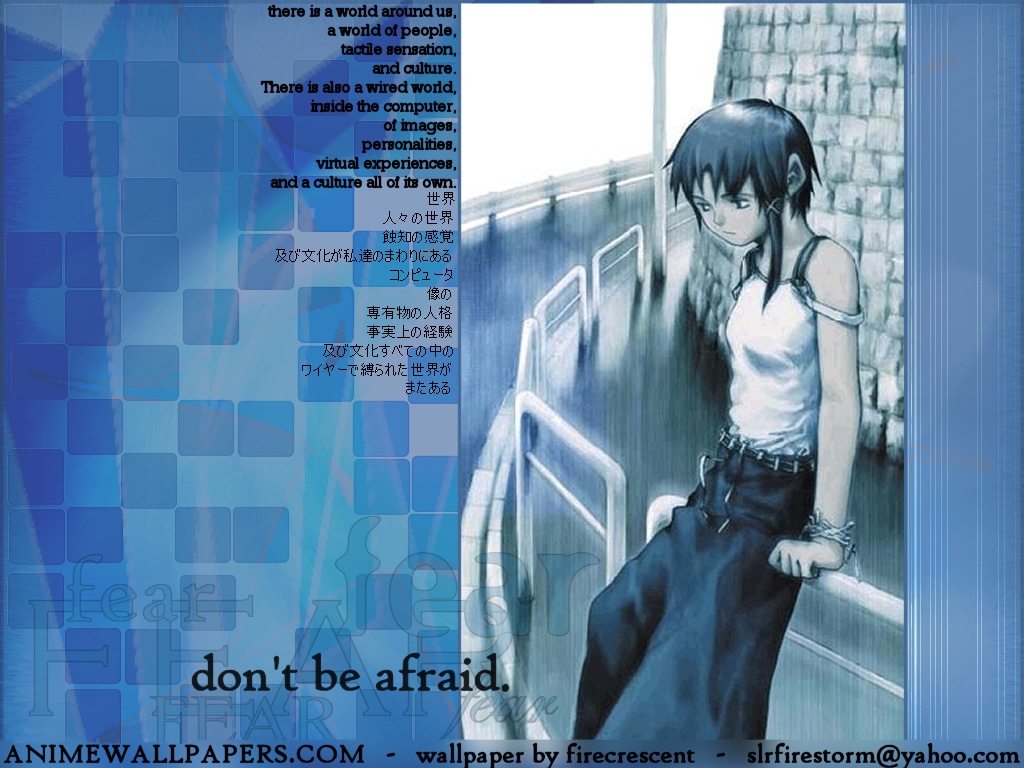 there is a world around us,
a world of people,
tactile sensation,
and culture.
There is also a wired world,
inside the computer,
of images,
personalities,
virtual experiences,
and a culture all of its own.
世界
人々の世界
蝕知の感覚
及び文化が私達のまわりにある
コンピュータ
像の
専有物の人格
事実上の経験
及び文化すべての中の
ワイヤーで縛られた世界が
またある
fear
fear
FEAR
don't be afraid.
FEAR
fear
ANIMEWALLPAPERS.COM - wallpaper by firecrescent - slrfirestorm@yahoo.com